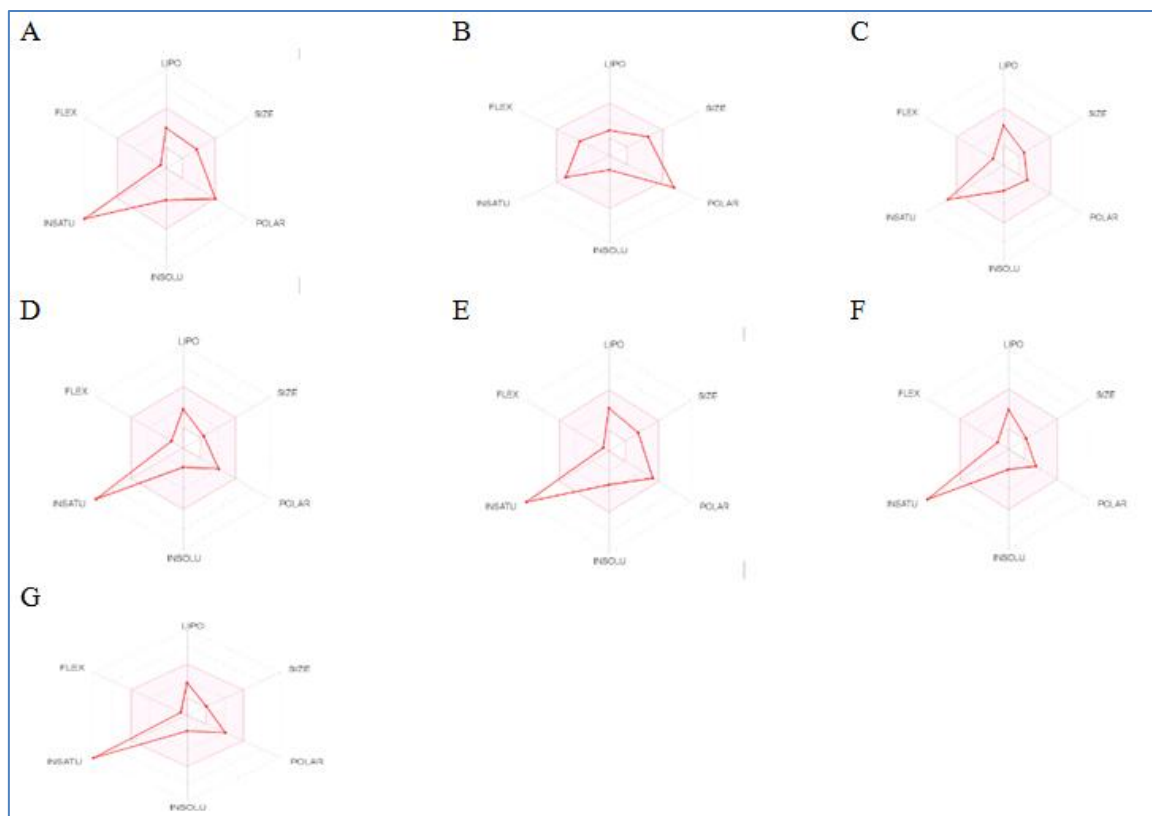 A
B
C
LIPO
LIPO
LIPO
FLEX
SIZE
FLEX
SIZE
FLEX
SIZE
INSATU
POLAR
INSATU
POLAR
INSATU
POLAR
INSOLU
INSOLU
INSOLU
D
E
F
LIPO
LIPO
LIPO
FLEX
SIZE
FLEX
SIZE
FLEX
SIZE
INSATU
POLAR
INSATU
POLAR
INSATU
POLAR
INSOLU
INSOLU
INSOLU
G
LIPO
FLEX
SIZE
INSATU
POLAR
INSOLU